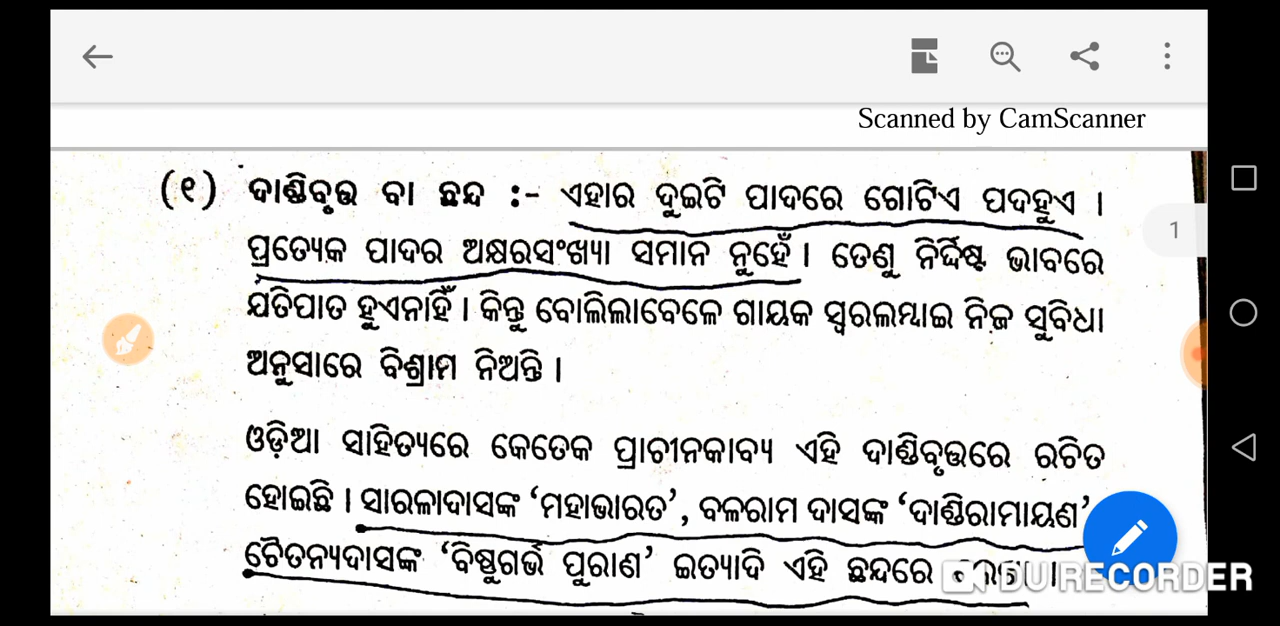 Scanned by CamScanner
(୧) ଦାଣ୍ଡିବୃତ୍ତ ବା ଛନ୍ଦ :- ଏହାର ଦୁଇଟି ପାଦରେ ଗୋଟିଏ ପଦହୁଏ ।
1
ପ୍ରତ୍ୟେକ ପାଦର ଅକ୍ଷରସଂଖ୍ୟା ସମାନ ନୁହେଁ । ତେଣୁ ନିର୍ଦ୍ଦିଷ୍ଟ ଭାବରେ
ଯତିପାତ ହୁଏନାହିଁ । କିନ୍ତୁ ବୋଲିଲାବେଳେ ଗାୟକ ସ୍ୱରଲମ୍ବାଇ ନିଜ ସୁବିଧା
ଅନୁସାରେ ବିଶ୍ରାମ ନିଅନ୍ତି ।
ଓଡ଼ିଆ ସାହିତ୍ୟରେ କେତେକ ପ୍ରାଚୀନକାବ୍ୟ ଏହି ଦାଣ୍ଡିବୃତ୍ତରେ ରଚିତ
ହୋଇଛି । ସାରଳାଦାସଙ୍କ ‘ମହାଭାରତ’, ବଳରାମ ଦାସଙ୍କ ‘ଦାଣ୍ଡିରାମାୟଣ’
ଚୈତନ୍ୟଦାସଙ୍କ ‘ବିଷ୍ଣୁଗର୍ଭ ପୁରାଣ’ ଇତ୍ୟାଦି ଏହି ଛନ୍ଦରେ
DU RECORDER